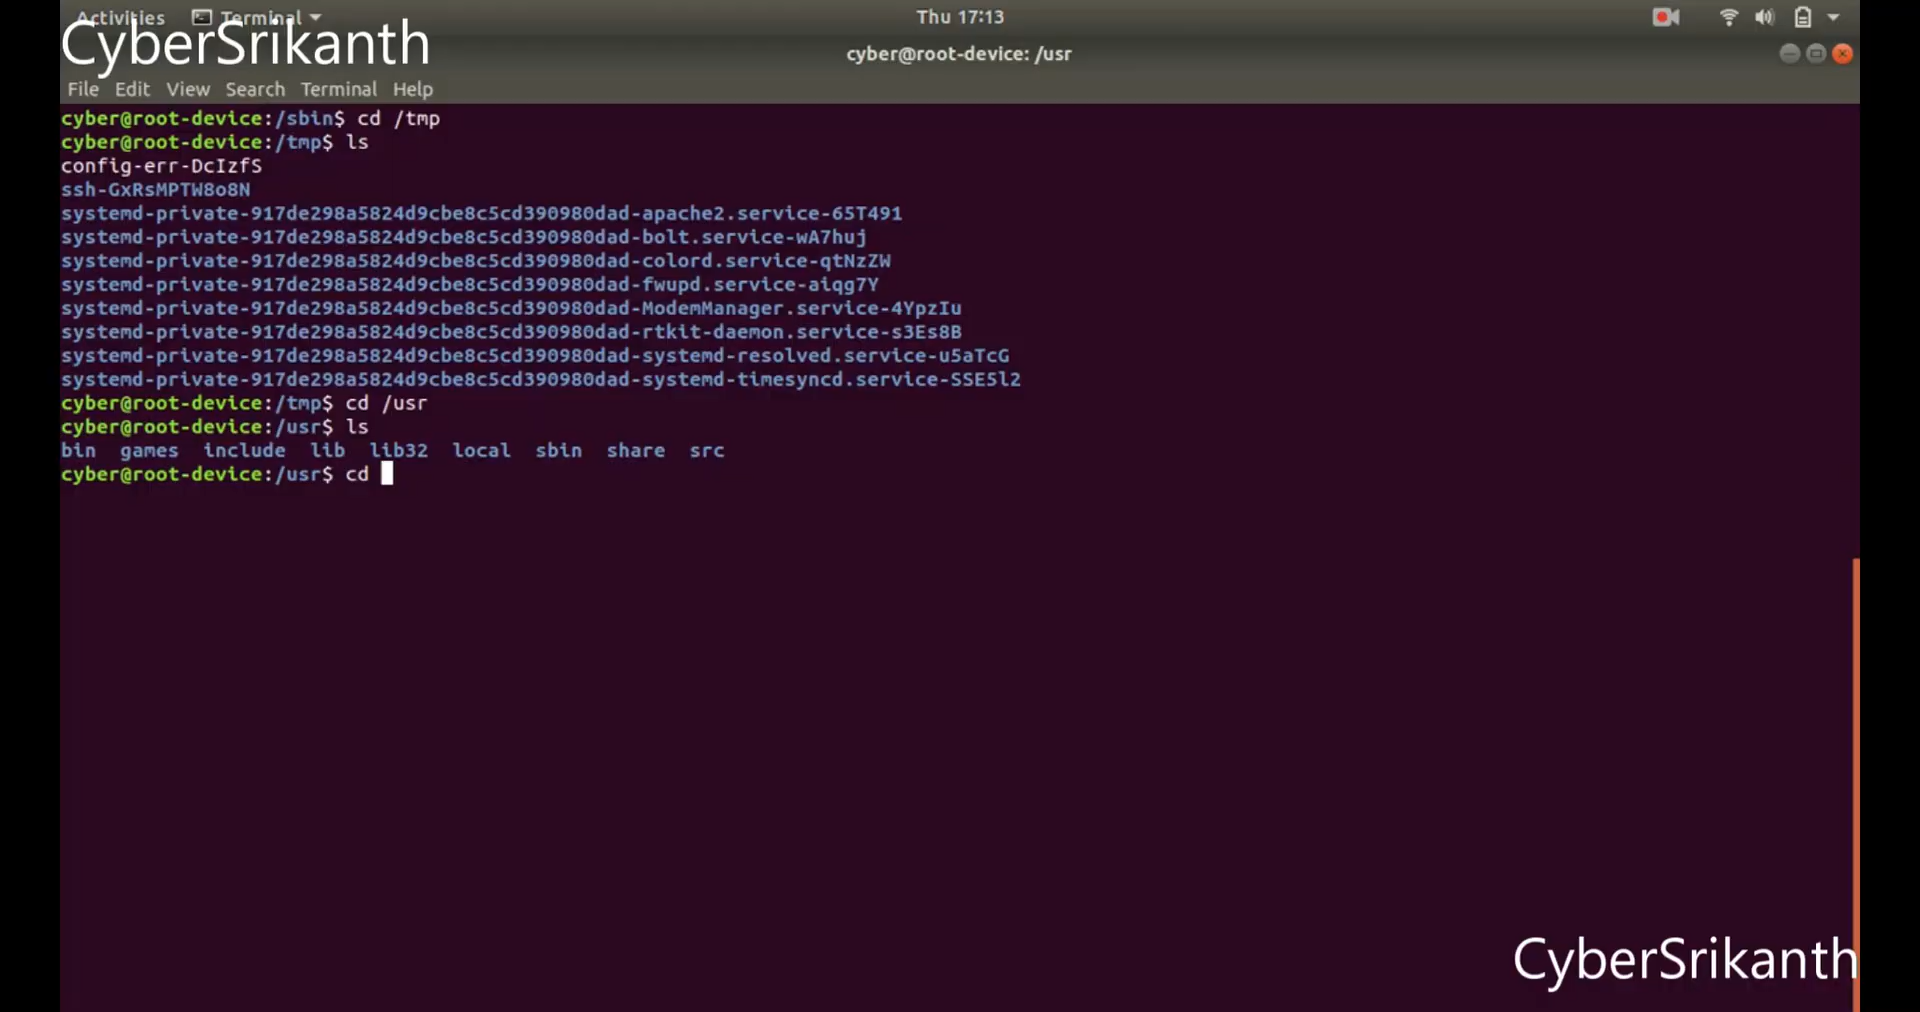 Activities Terminal Thu 17:13
CyberSrikanth
cyber@root-device: /usr
File Edit View Search Terminal Help
cyber@root-device:/sbin$ cd /tmp
cyber@root-device:/tmp$ ls
config-err-DcIzfS
ssh-GxRsMPTW8o8N
systemd-private-917de298a5824d9cbe8c5cd390980dad-apache2.service-65T491
systemd-private-917de298a5824d9cbe8c5cd390980dad-bolt.service-wA7huj
systemd-private-917de298a5824d9cbe8c5cd390980dad-colord.service-qtNzZW
systemd-private-917de298a5824d9cbe8c5cd390980dad-fwupd.service-aiqg7Y
systemd-private-917de298a5824d9cbe8c5cd390980dad-ModemManager.service-4YpzIu
systemd-private-917de298a5824d9cbe8c5cd390980dad-rtkit-daemon.service-s3Es8B
systemd-private-917de298a5824d9cbe8c5cd390980dad-systemd-resolved.service-u5aTcG
systemd-private-917de298a5824d9cbe8c5cd390980dad-systemd-timesyncd.service-SSE5l2
cyber@root-device:/tmp$ cd /usr
cyber@root-device:/usr$ ls
bin games include lib lib32 local sbin share src
cyber@root-device:/usr$ cd
CyberSrikanth